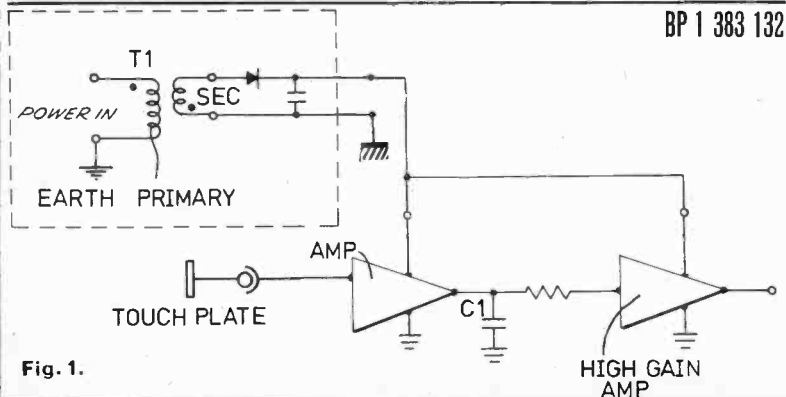 BP 1 383 132
T1
SEC
POWER IN
EARTH PRIMARY
AMP
TOUCH PLATE
C1
Fig. 1.
HIGH GAIN
AMP